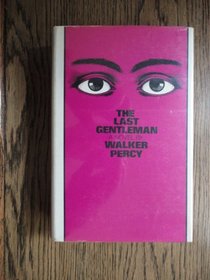 THE
LAST
GENTLEMAN
A NOVEL BY
WALKER
PERCY